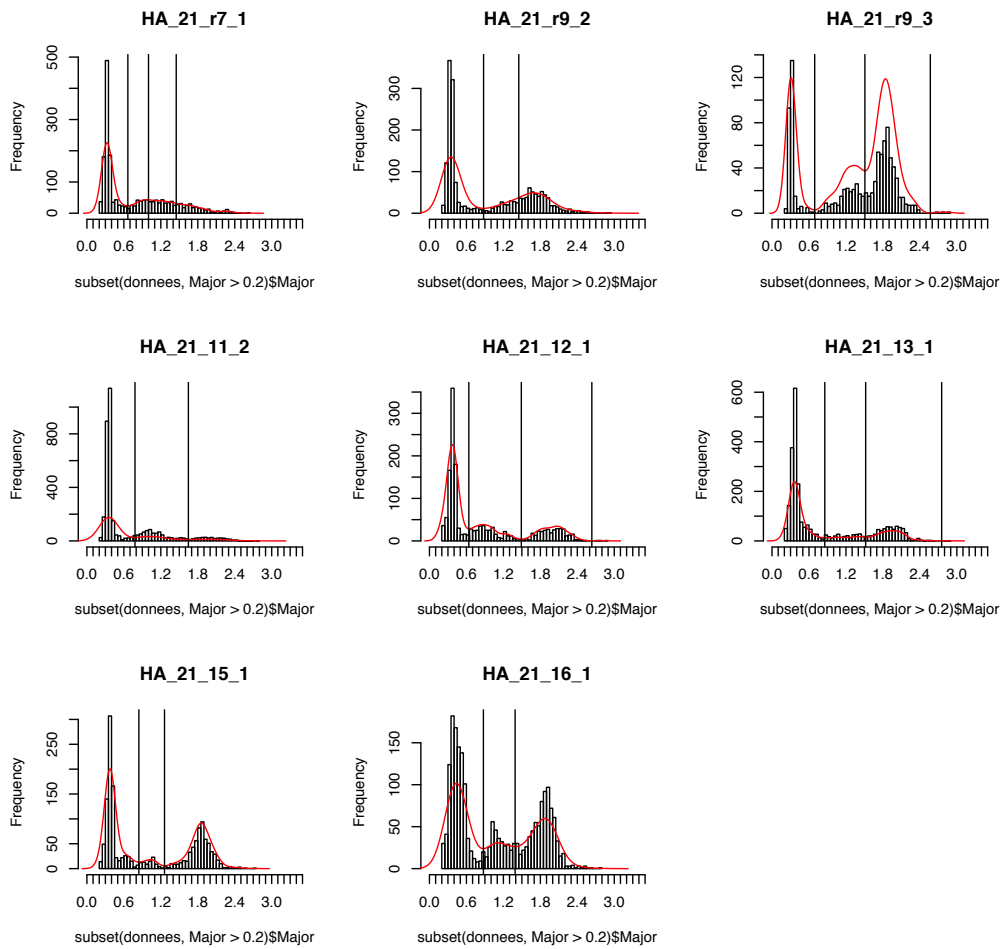 HA_21_r7_1
Frequency
0 100 300 500
0.0 0.6 1.2 1.8 2.4 3.0
subset(donnees, Major > 0.2)$Major
HA_21_r9_2
Frequency
0 100 200 300
0.0 0.6 1.2 1.8 2.4 3.0
subset(donnees, Major > 0.2)$Major
HA_21_r9_3
Frequency
0 40 80 120
0.0 0.6 1.2 1.8 2.4 3.0
subset(donnees, Major > 0.2)$Major
HA_21_11_2
Frequency
0 400 800
0.0 0.6 1.2 1.8 2.4 3.0
subset(donnees, Major > 0.2)$Major
HA_21_12_1
Frequency
0 100 200 300
0.0 0.6 1.2 1.8 2.4 3.0
subset(donnees, Major > 0.2)$Major
HA_21_13_1
Frequency
0 200 400 600
0.0 0.6 1.2 1.8 2.4 3.0
subset(donnees, Major > 0.2)$Major
HA_21_15_1
Frequency
0 50 150 250
0.0 0.6 1.2 1.8 2.4 3.0
subset(donnees, Major > 0.2)$Major
HA_21_16_1
Frequency
0 50 100 150
0.0 0.6 1.2 1.8 2.4 3.0
subset(donnees, Major > 0.2)$Major